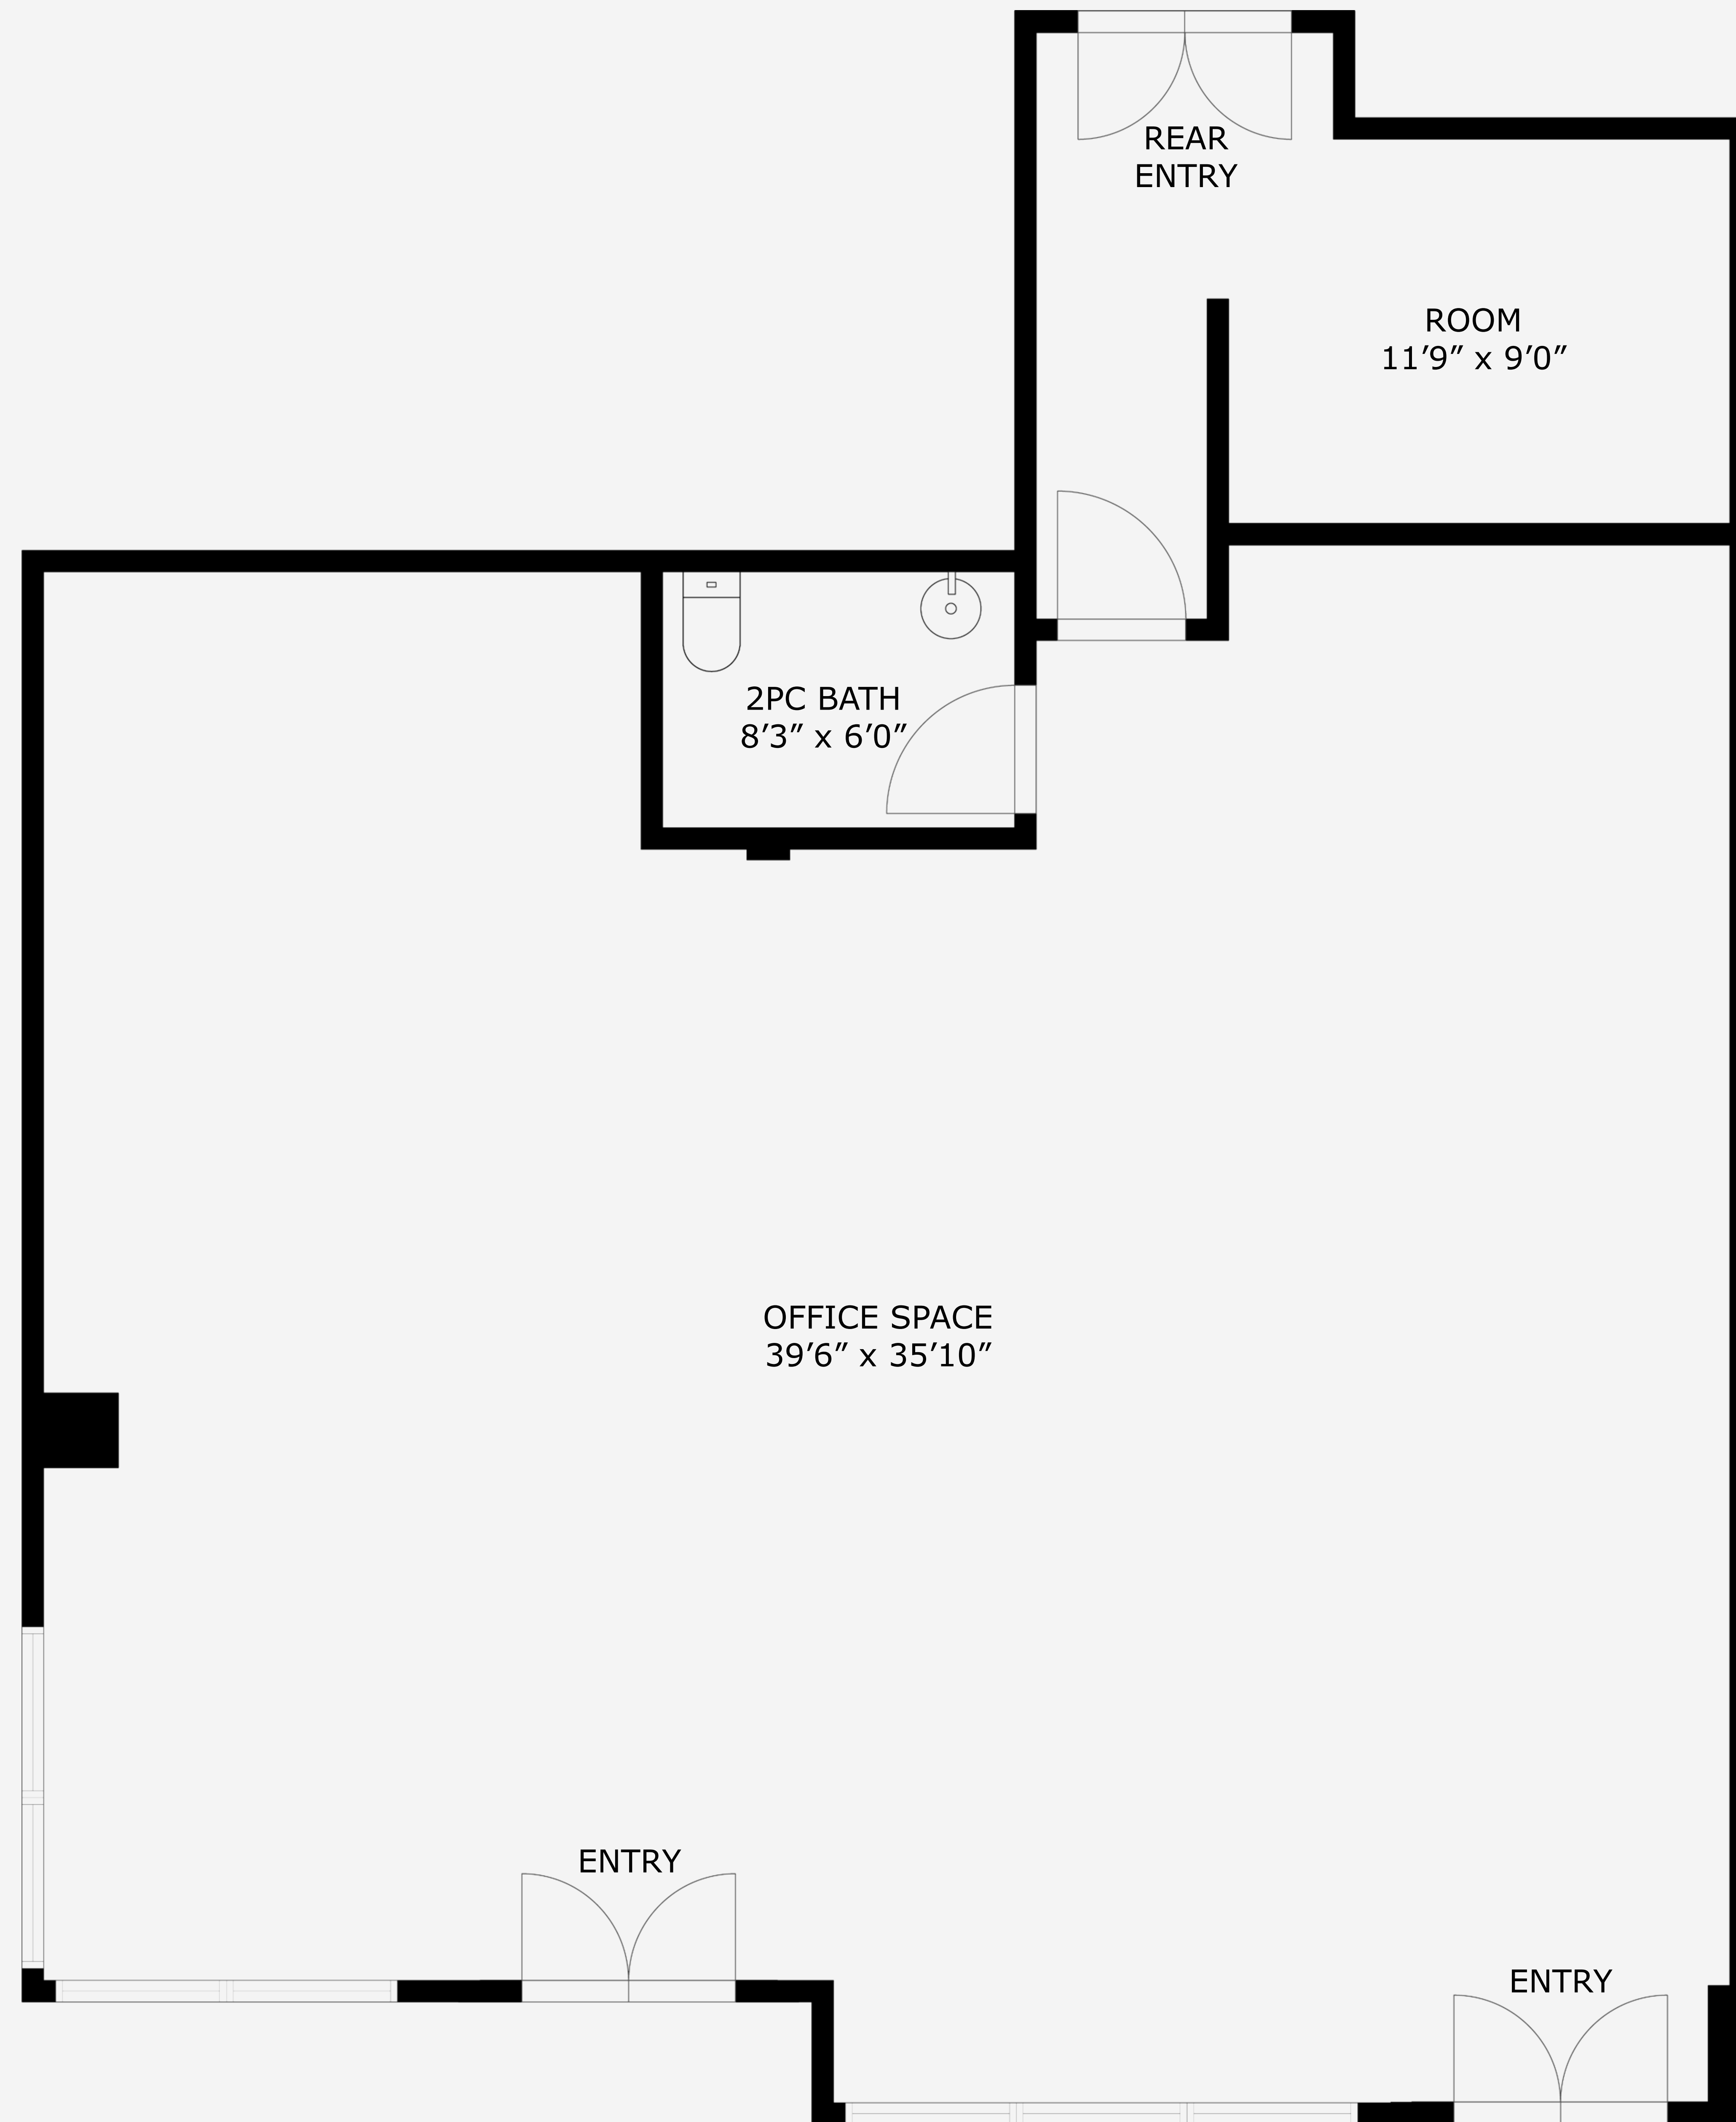 REAR
ENTRY
ROOM
11′9″ x 9′0″
2PC BATH
8′3″ x 6′0″
OFFICE SPACE
39′6″ x 35′10″
ENTRY
ENTRY